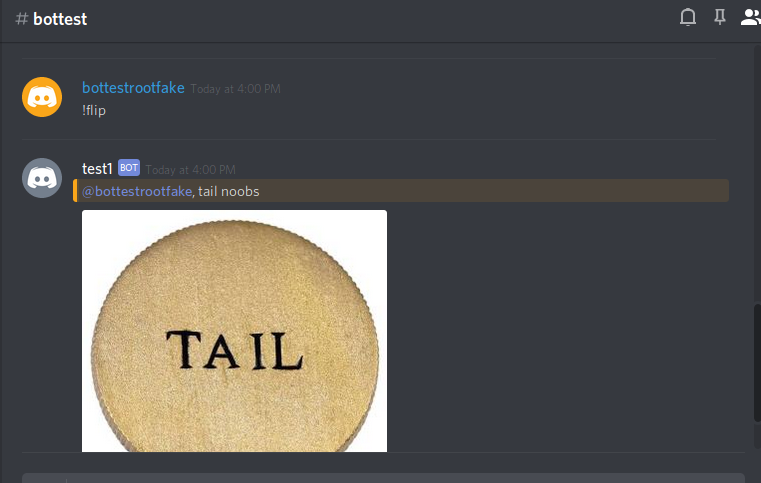 # bottest
bottestrootfake Today at 4:00 PM
!flip
test1 BOT Today at 4:00 PM
@bottestrootfake, tail noobs
TAIL